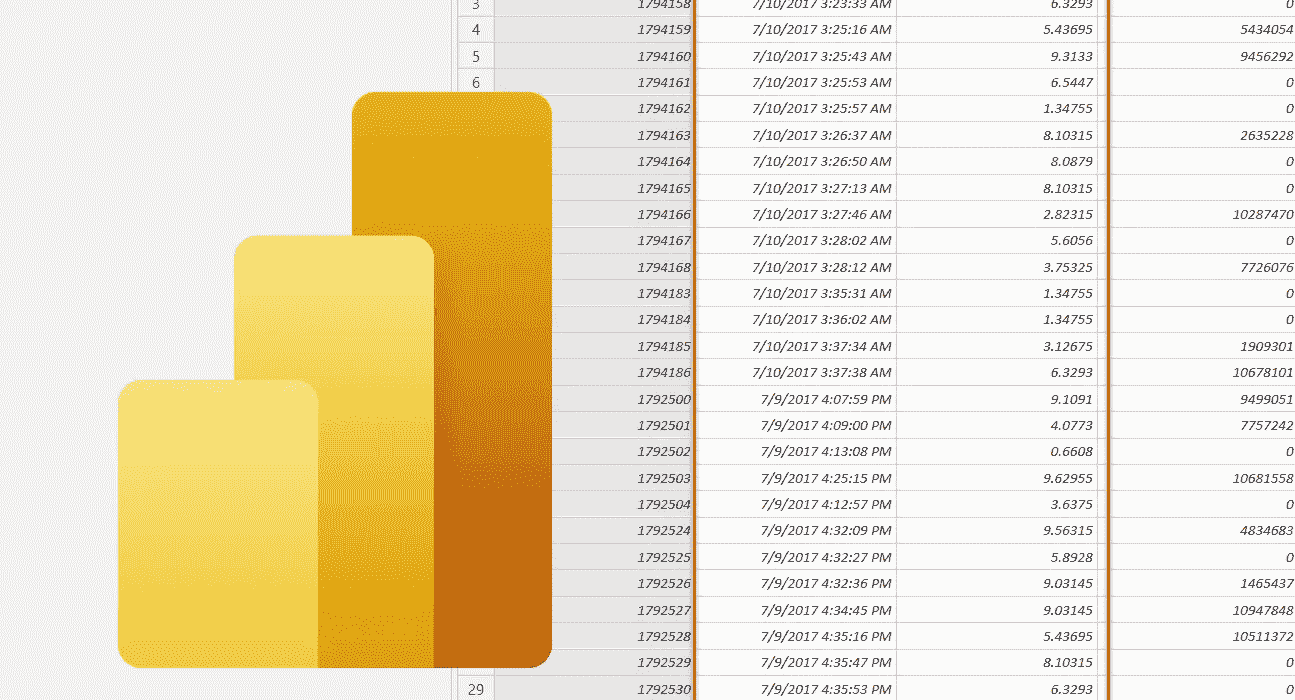 3 1794158 7/10/2017 3:23:33 AM 6.3293 0
4 1794159 7/10/2017 3:25:16 AM 5.43695 5434054
5 1794160 7/10/2017 3:25:43 AM 9.3133 9456292
6 1794161 7/10/2017 3:25:53 AM 6.5447 0
1794162 7/10/2017 3:25:57 AM 1.34755 0
1794163 7/10/2017 3:26:37 AM 8.10315 2635228
1794164 7/10/2017 3:26:50 AM 8.0879 0
1794165 7/10/2017 3:27:13 AM 8.10315 0
1794166 7/10/2017 3:27:46 AM 2.82315 10287470
1794167 7/10/2017 3:28:02 AM 5.6056 0
1794168 7/10/2017 3:28:12 AM 3.75325 7726076
1794183 7/10/2017 3:35:31 AM 1.34755 0
1794184 7/10/2017 3:36:02 AM 1.34755 0
1794185 7/10/2017 3:37:34 AM 3.12675 1909301
1794186 7/10/2017 3:37:38 AM 6.3293 10678101
1792500 7/9/2017 4:07:59 PM 9.1091 9499051
1792501 7/9/2017 4:09:00 PM 4.0773 7757242
1792502 7/9/2017 4:13:08 PM 0.6608 0
1792503 7/9/2017 4:25:15 PM 9.62955 10681558
1792504 7/9/2017 4:12:57 PM 3.6375 0
1792524 7/9/2017 4:32:09 PM 9.56315 4834683
1792525 7/9/2017 4:32:27 PM 5.8928 0
1792526 7/9/2017 4:32:36 PM 9.03145 1465437
1792527 7/9/2017 4:34:45 PM 9.03145 10947848
1792528 7/9/2017 4:35:16 PM 5.43695 10511372
1792529 7/9/2017 4:35:47 PM 8.10315 0
29 1792530 7/9/2017 4:35:53 PM 6.3293 0